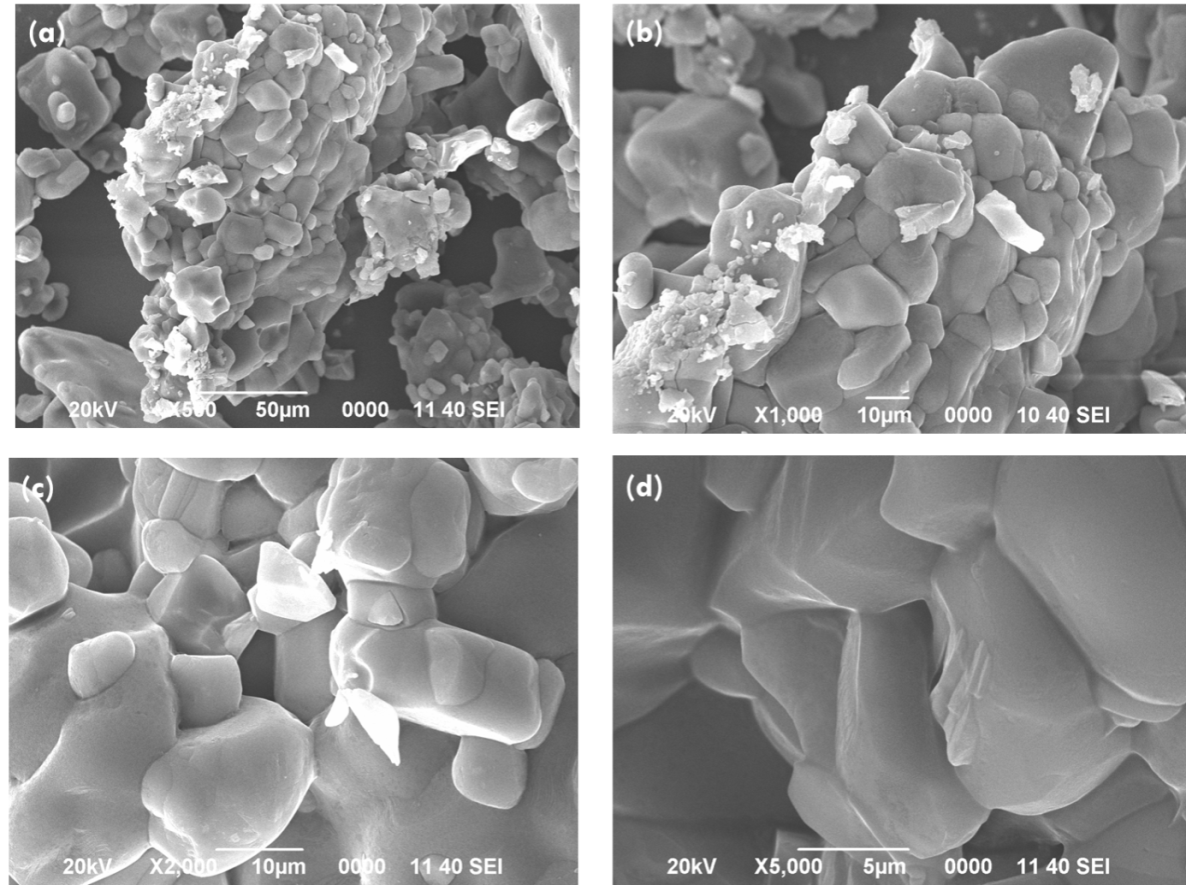 (a)
20kV X500 50μm 0000 11 40 SEI
(b)
20kV X1,000 10μm 0000 10 40 SEI
(c)
20kV X2,000 10μm 0000 11 40 SEI
(d)
20kV X5,000 5μm 0000 11 40 SEI